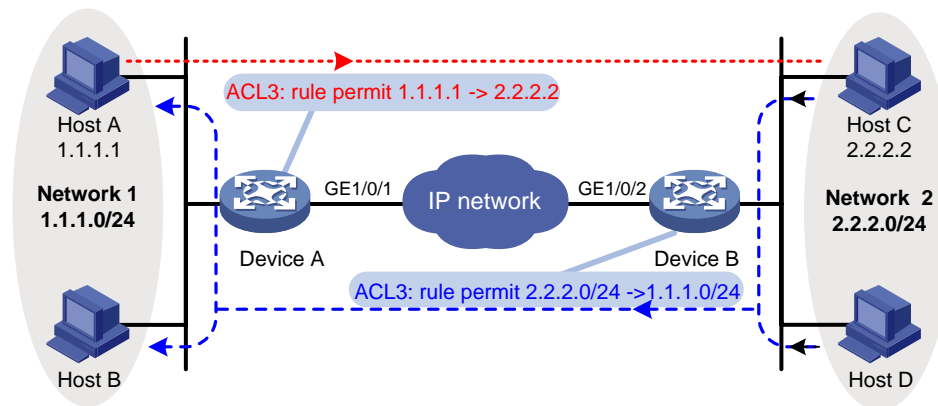 ACL3: rule permit 1.1.1.1 -> 2.2.2.2
Host A
1.1.1.1
Host C
2.2.2.2
Network 1
1.1.1.0/24
GE1/0/1
IP network
GE1/0/2
Network  2
2.2.2.0/24
Device A
Device B
ACL3: rule permit 2.2.2.0/24 ->1.1.1.0/24
Host B
Host D